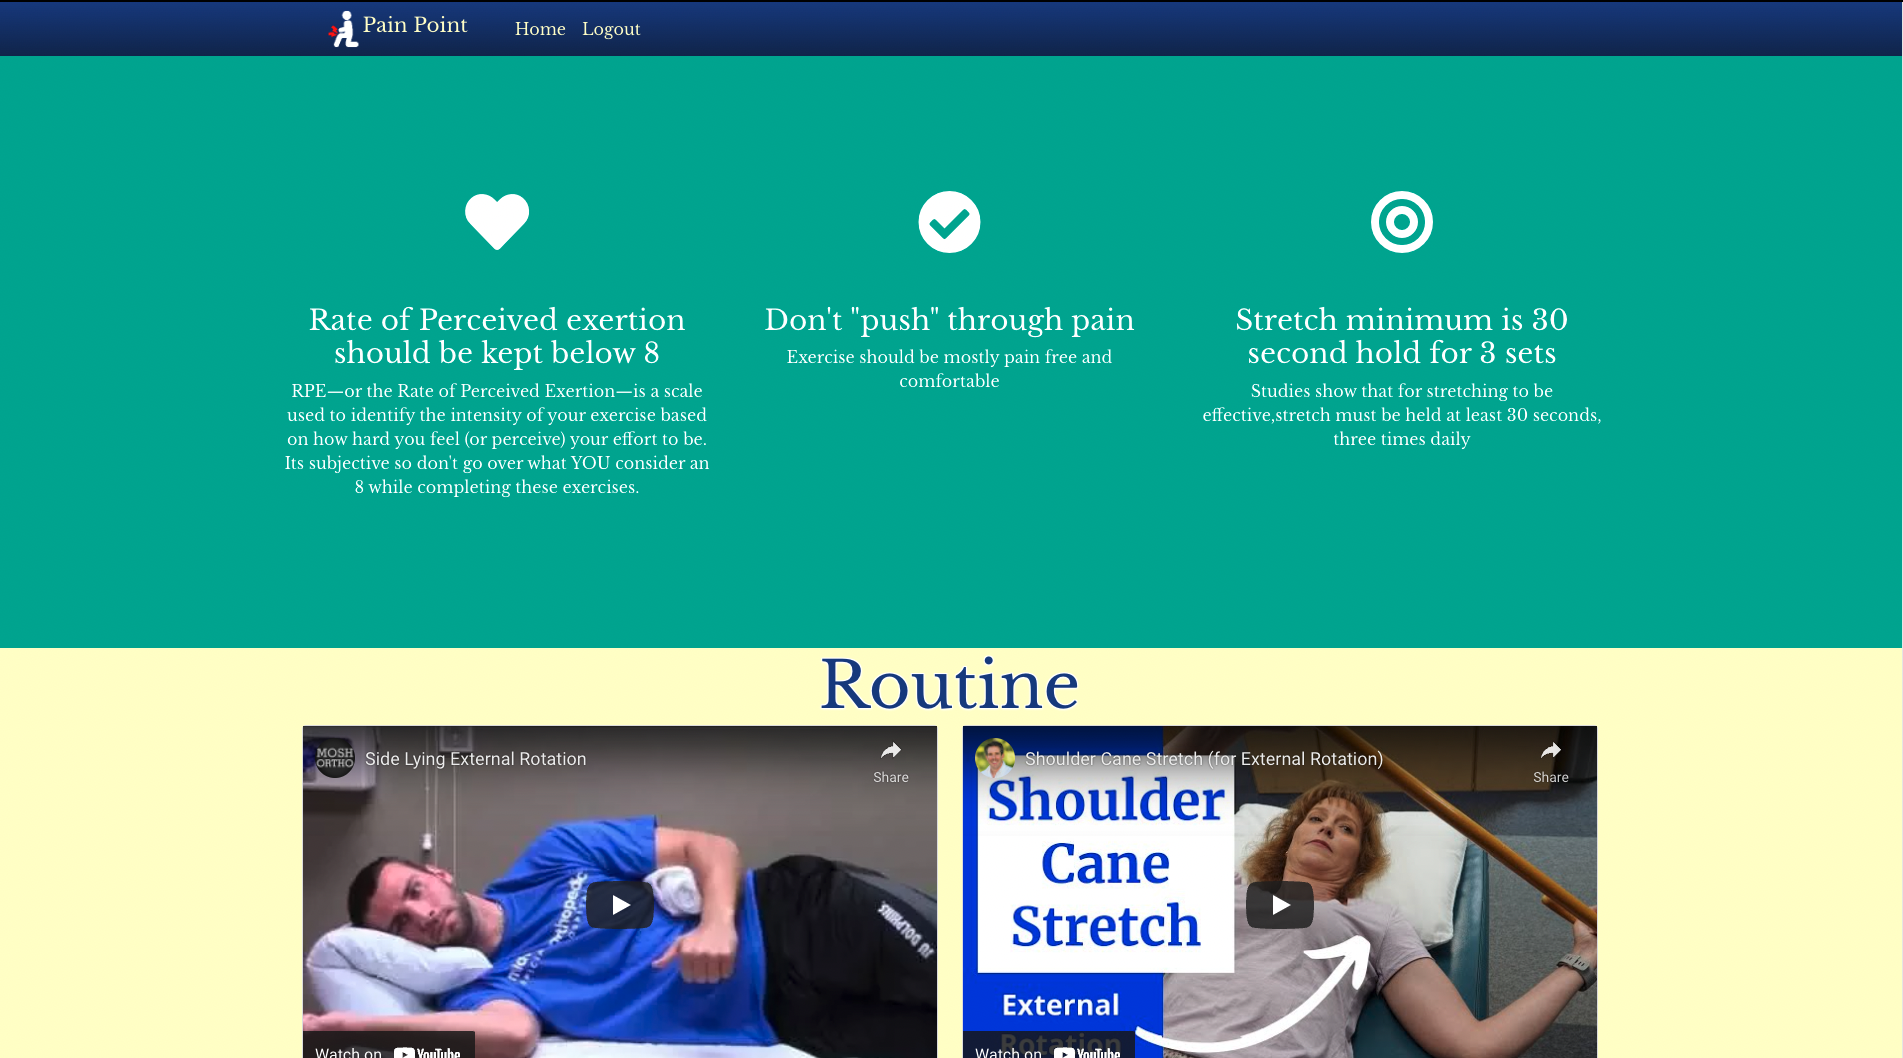 Pain Point
Home
Logout
Rate of Perceived exertion
should be kept below 8
RPE—or the Rate of Perceived Exertion—is a scale
used to identify the intensity of your exercise based
on how hard you feel (or perceive) your effort to be.
Its subjective so don't go over what YOU consider an
8 while completing these exercises.
Don't "push" through pain
Exercise should be mostly pain free and
comfortable
Stretch minimum is 30
second hold for 3 sets
Studies show that for stretching to be
effective,stretch must be held at least 30 seconds,
three times daily
Routine
MOSH
ORTHO
Side Lying External Rotation
Share
JU DOLPHINS
Watch on YouTube
Shoulder Cane Stretch (for External Rotation)
Share
Shoulder
Cane
Stretch
External
Rotation
Watch on YouTube